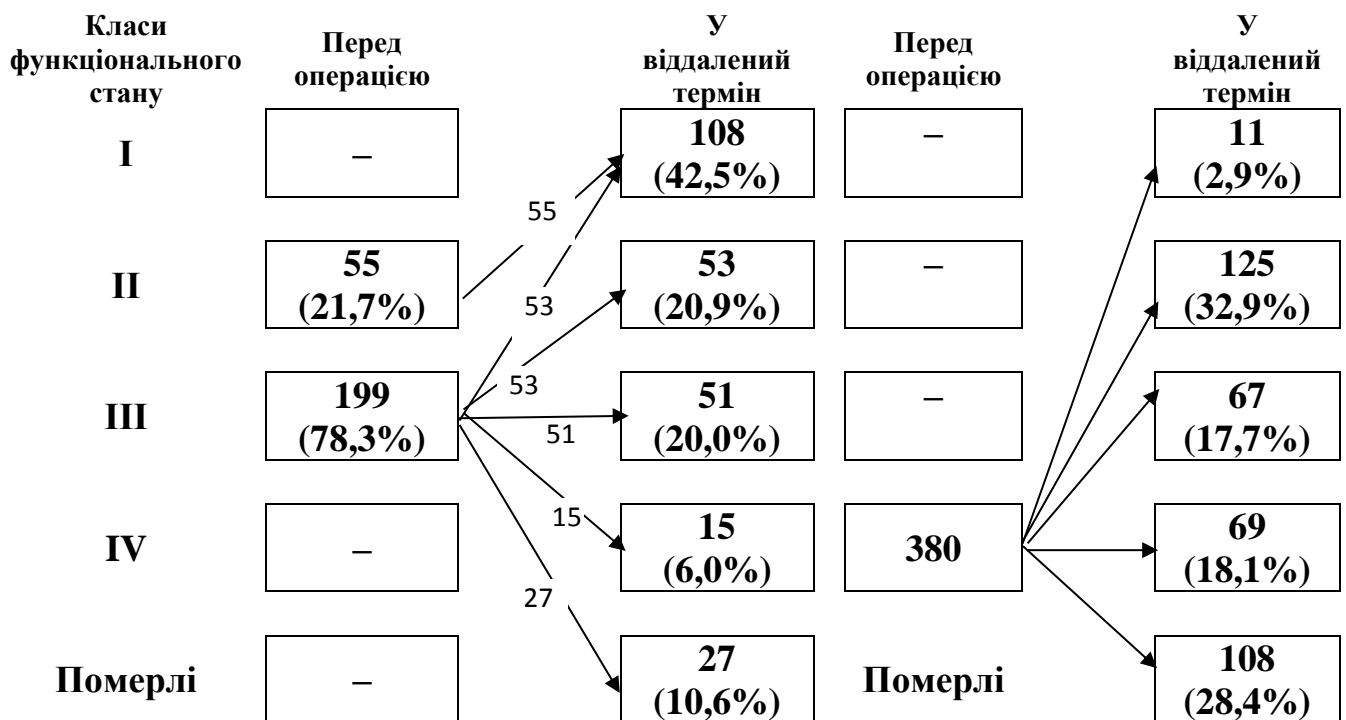 Класи
функціонального
стану
Перед
операцією
У
віддалений
термін
Перед
операцією
У
віддалений
термін
I
–
108
(42,5%)
–
11
(2,9%)
55
II
55
(21,7%)
53
53
(20,9%)
–
125
(32,9%)
III
199
(78,3%)
53
51
51
(20,0%)
–
67
(17,7%)
IV
–
15
15
(6,0%)
380
69
(18,1%)
27
Померлі
–
27
(10,6%)
Померлі
108
(28,4%)